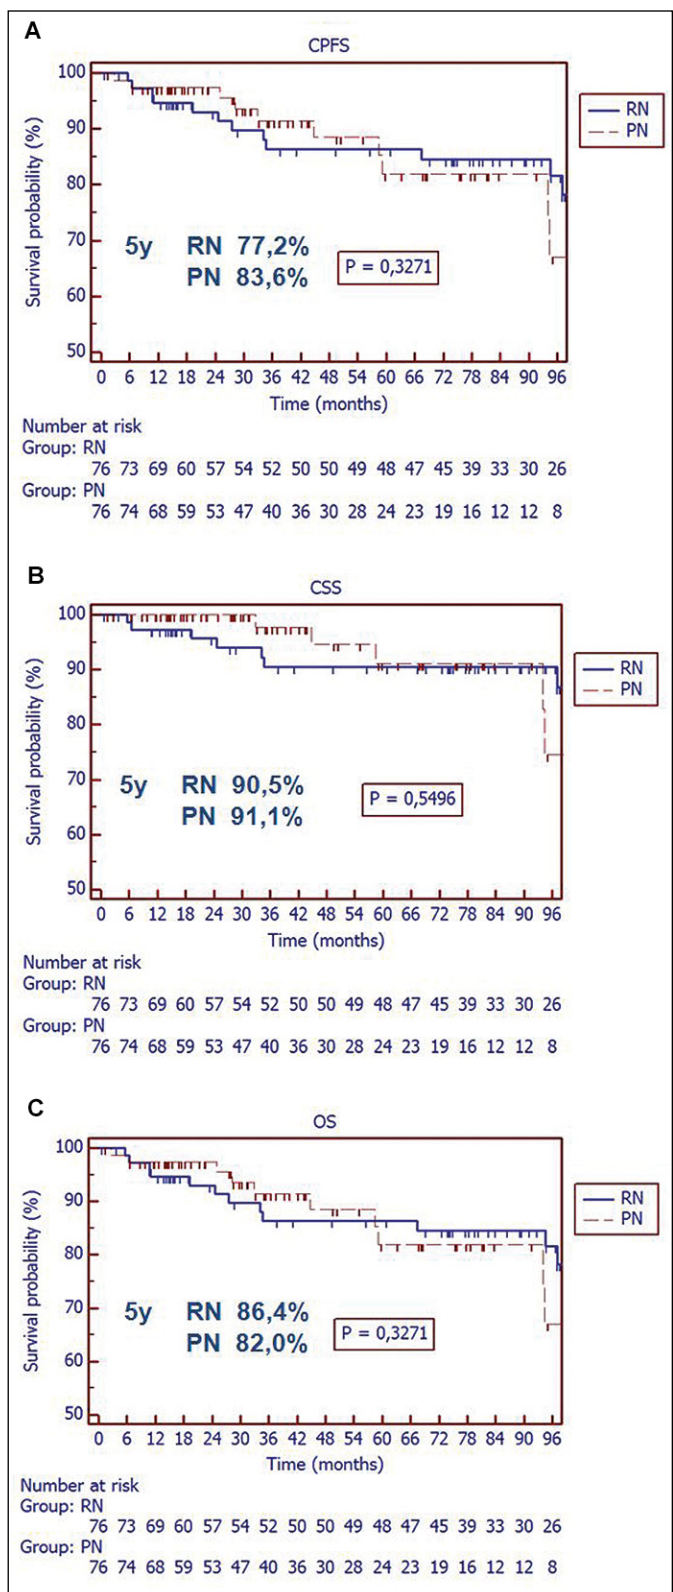 A
CPFS
Survival probability (%)
100
90
80
70
60
50
RN
PN
5y RN 77,2%
PN 83,6%
P = 0,3271
0 6 12 18 24 30 36 42 48 54 60 66 72 78 84 90 96
Time (months)
Number at risk
Group: RN
76 73 69 60 57 54 52 50 50 49 48 47 45 39 33 30 26
Group: PN
76 74 68 59 53 47 40 36 30 28 24 23 19 16 12 12 8
B
CSS
Survival probability (%)
100
90
80
70
60
50
RN
PN
5y RN 90,5%
PN 91,1%
P = 0,5496
0 6 12 18 24 30 36 42 48 54 60 66 72 78 84 90 96
Time (months)
Number at risk
Group: RN
76 73 69 60 57 54 52 50 50 49 48 47 45 39 33 30 26
Group: PN
76 74 68 59 53 47 40 36 30 28 24 23 19 16 12 12 8
C
OS
Survival probability (%)
100
90
80
70
60
50
RN
PN
5y RN 86,4%
PN 82,0%
P = 0,3271
0 6 12 18 24 30 36 42 48 54 60 66 72 78 84 90 96
Time (months)
Number at risk
Group: RN
76 73 69 60 57 54 52 50 50 49 48 47 45 39 33 30 26
Group: PN
76 74 68 59 53 47 40 36 30 28 24 23 19 16 12 12 8